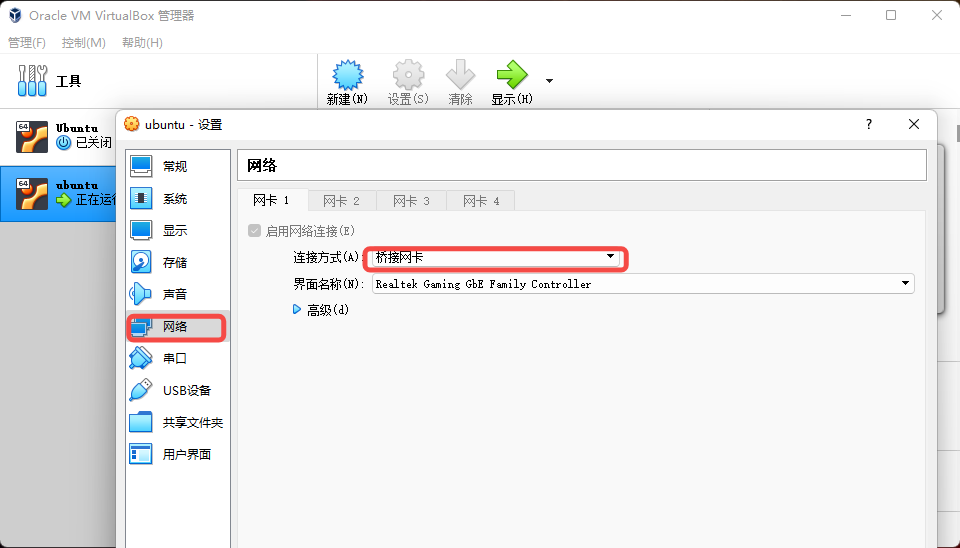 Oracle VM VirtualBox 管理器
管理(F) 控制(M) 帮助(H)
工具
新建(N) 设置(S) 清除 显示(H)
64
Ubuntu
已关闭
64
ubuntu
正在运行
ubuntu - 设置
?
常规
系统
显示
存储
声音
网络
串口
USB设备
共享文件夹
用户界面
网络
网卡 1 网卡 2 网卡 3 网卡 4
启用网络连接(E)
连接方式(A): 桥接网卡
界面名称(N): Realtek Gaming GbE Family Controller
高级(d)